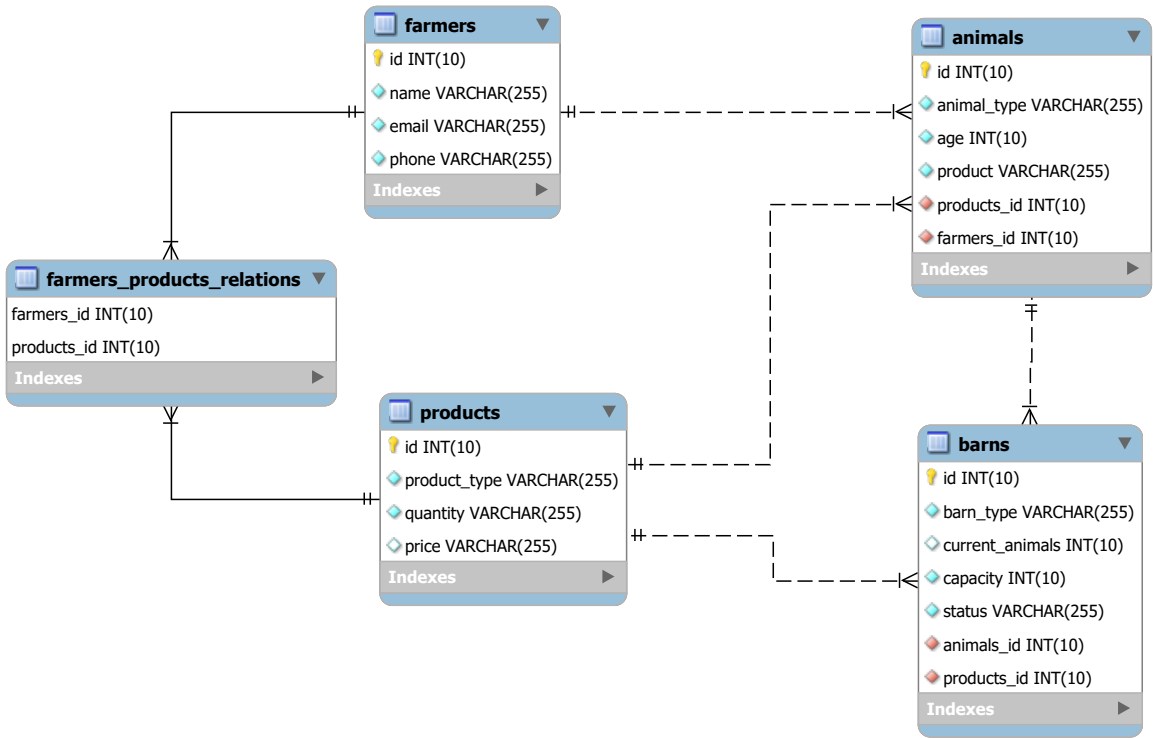 farmers
id INT(10)
name VARCHAR(255)
email VARCHAR(255)
phone VARCHAR(255)
Indexes
animals
id INT(10)
animal_type VARCHAR(255)
age INT(10)
product VARCHAR(255)
products_id INT(10)
farmers_id INT(10)
Indexes
farmers_products_relations
farmers_id INT(10)
products_id INT(10)
Indexes
products
id INT(10)
product_type VARCHAR(255)
quantity VARCHAR(255)
price VARCHAR(255)
Indexes
barns
id INT(10)
barn_type VARCHAR(255)
current_animals INT(10)
capacity INT(10)
status VARCHAR(255)
animals_id INT(10)
products_id INT(10)
Indexes